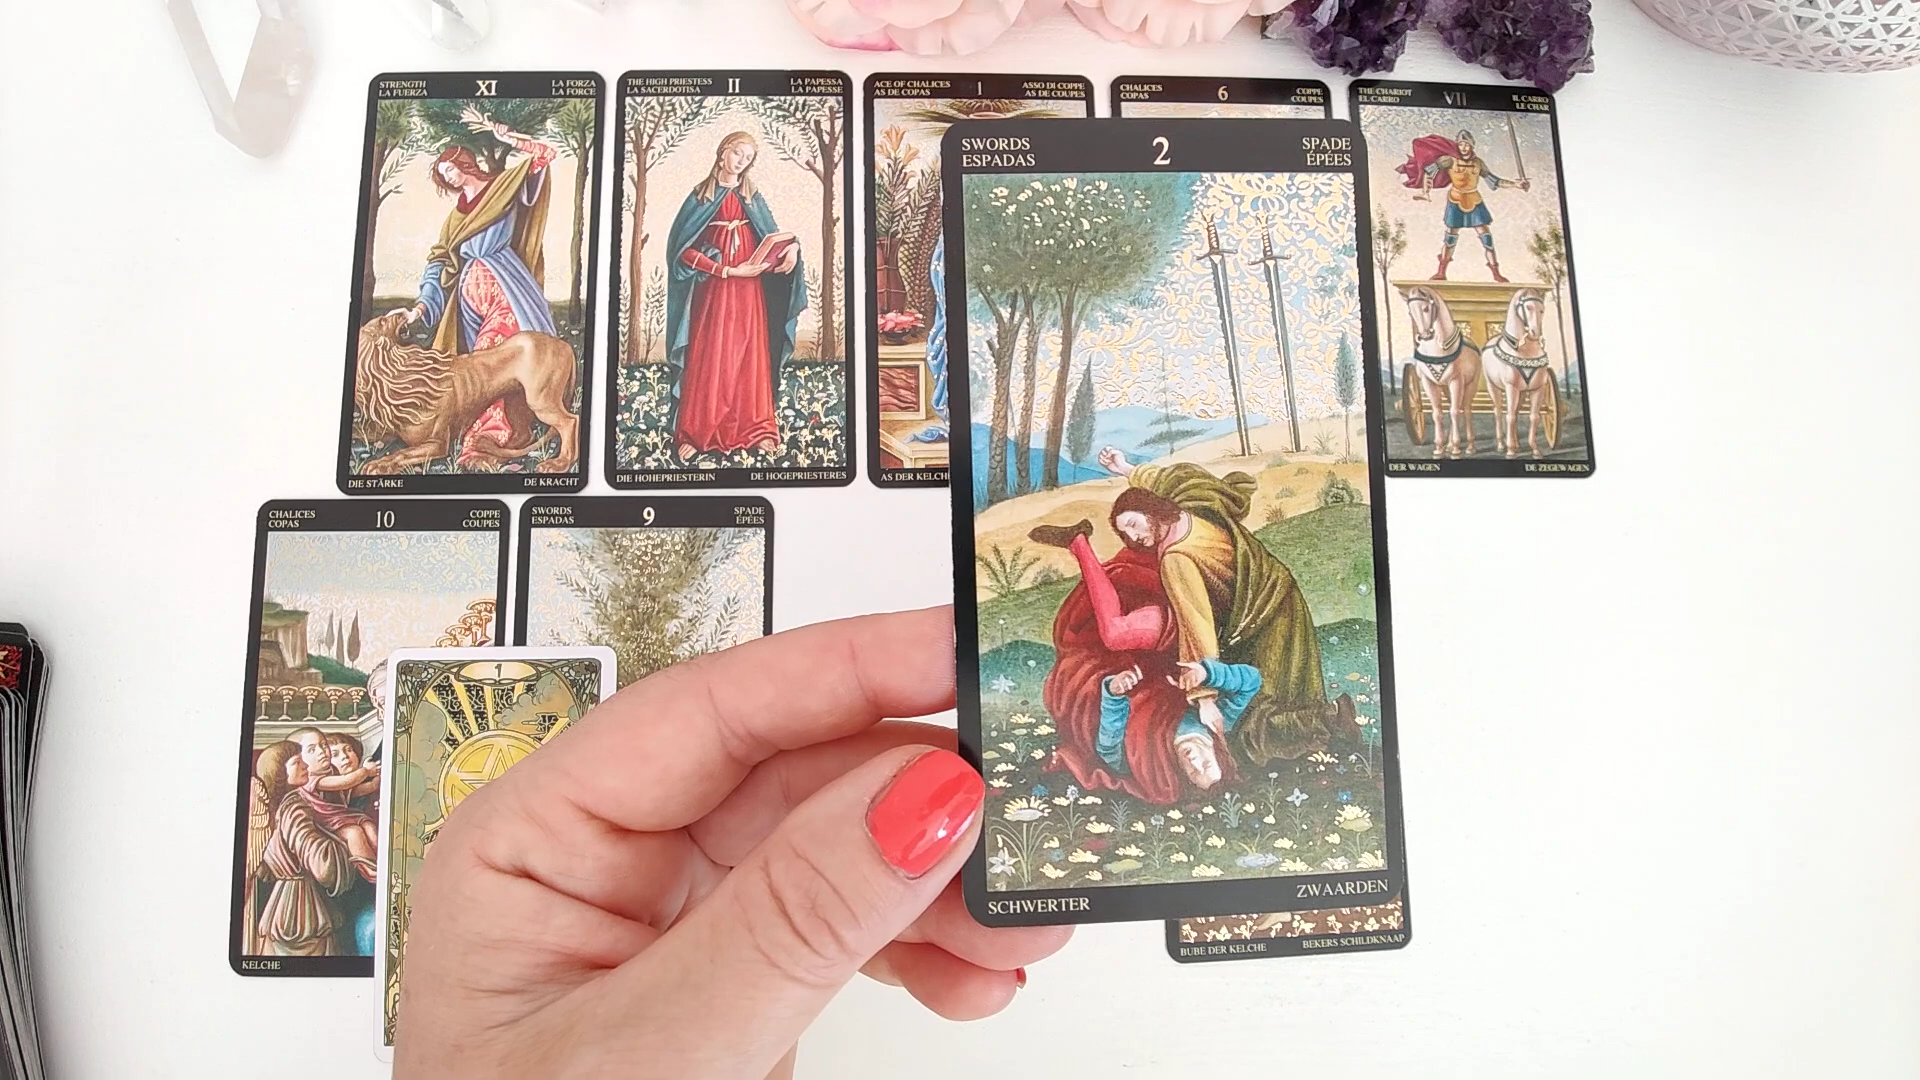 STRENGTH XI LA FORZA
LA FUERZA LA FORCE
DIE STÄRKE DE KRACHT
THE HIGH PRIESTESS II LA PAPESSA
LA SACERDOTISA LA PAPESSE
DIE HOHEPRIESTERIN DE HOGEPRIESTERES
ACE OF CHALICES I ASSO DI COPPE
AS DE COPAS AS DE COUPES
AS DER KELCH
CHALICES 6 COPPE
COPAS COUPES
THE CHARIOT VII IL CARRO
EL CARRO LE CHAR
DER WAGEN DE ZEGEWAGEN
SWORDS 2 SPADE
ESPADAS ÉPÉES
SCHWERTER ZWAARDEN
CHALICES 10 COPPE
COPAS COUPES
KELCHE
SWORDS 9 SPADE
ESPADAS ÉPÉES
1
BUBE DER KELCHE BEKERS SCHILDKNAAP